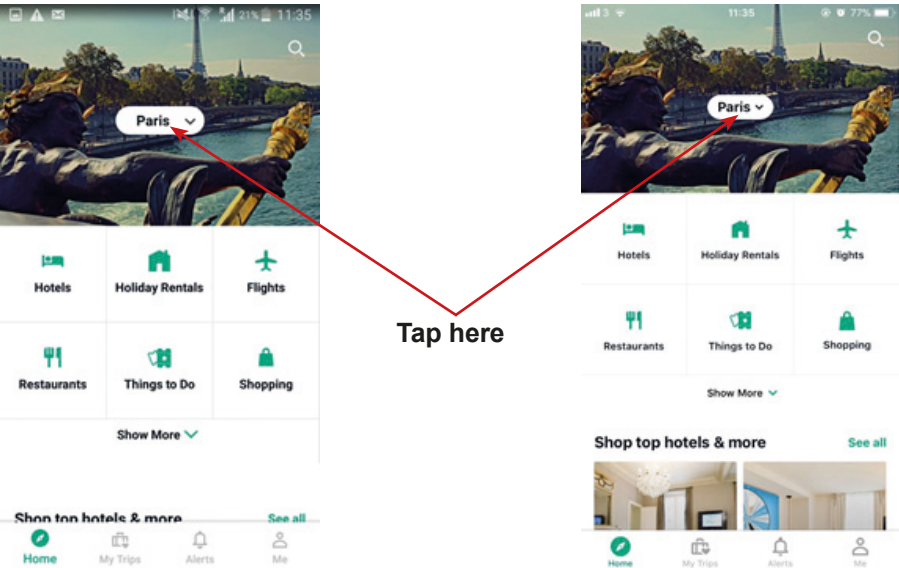 21% 11:35
Paris
Hotels Holiday Rentals Flights
Restaurants Things to Do Shopping
Show More
Shop top hotels & more See all
Home My Trips Alerts Me
Tap here
3 11:35 77%
Paris
Hotels Holiday Rentals Flights
Restaurants Things to Do Shopping
Show More
Shop top hotels & more See all
Home My Trips Alerts Me